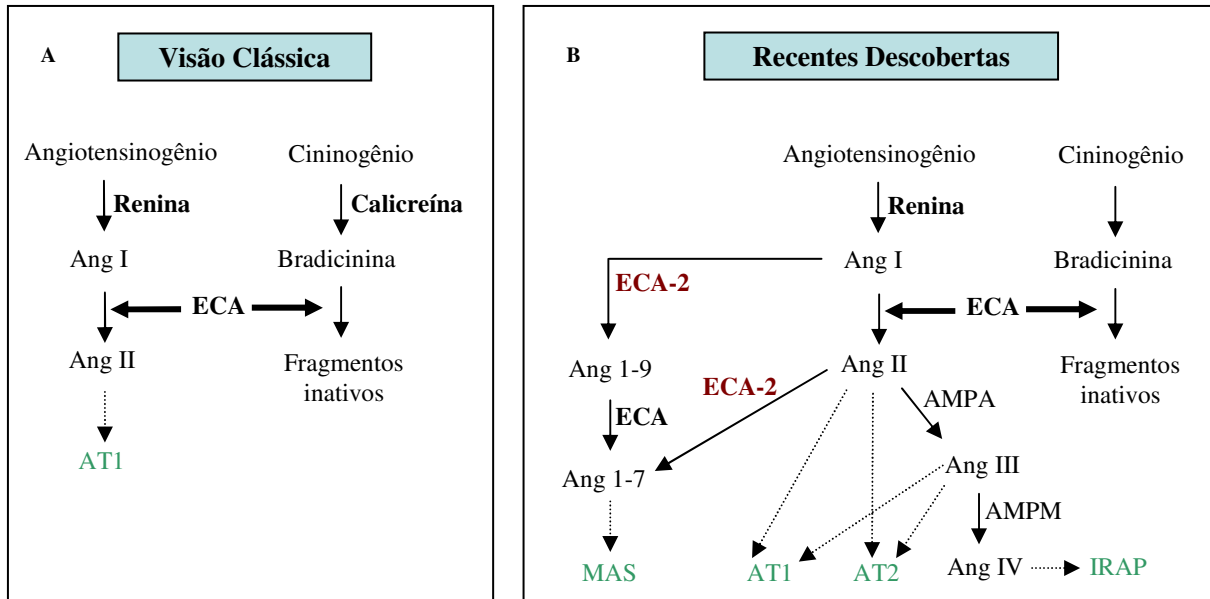 A
Visão Clássica
Angiotensinogênio
Cininogênio
Renina
Calicreína
Ang I
Bradicinina
ECA
Ang II
Fragmentos
inativos
AT1
B
Recentes Descobertas
Angiotensinogênio
Cininogênio
Renina
Ang I
Bradicinina
ECA-2
ECA
Ang 1-9
Ang II
Fragmentos
inativos
ECA-2
AMPA
ECA
Ang 1-7
Ang III
AMPM
MAS
AT1
AT2
Ang IV
IRAP